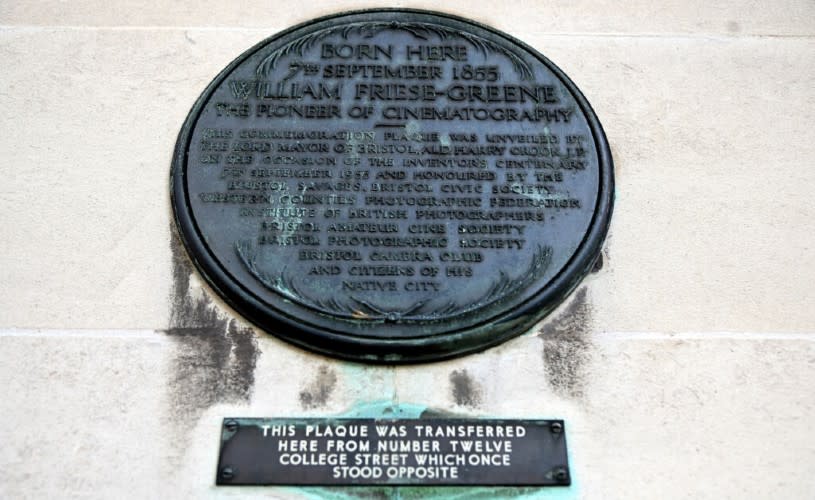 BORN HERE
7TH SEPTEMBER 1855
WILLIAM FRIESE-GREENE
THE PIONEER OF CINEMATOGRAPHY
THIS COMMEMORATION PLAQUE WAS UNVEILED BY
THE LORD MAYOR OF BRISTOL, ALD. HARRY CROOK J.P.
ON THE OCCASION OF THE INVENTOR'S CENTENARY
7TH SEPTEMBER 1955 AND HONOURED BY THE
BRISTOL SAVAGES, BRISTOL CIVIC SOCIETY
WESTERN COUNTIES PHOTOGRAPHIC FEDERATION
INSTITUTE OF BRITISH PHOTOGRAPHERS
BRISTOL AMATEUR CINE SOCIETY
BRISTOL PHOTOGRAPHIC SOCIETY
BRISTOL CAMERA CLUB
AND CITIZENS OF HIS
NATIVE CITY
THIS PLAQUE WAS TRANSFERRED
HERE FROM NUMBER TWELVE
COLLEGE STREET WHICH ONCE
STOOD OPPOSITE